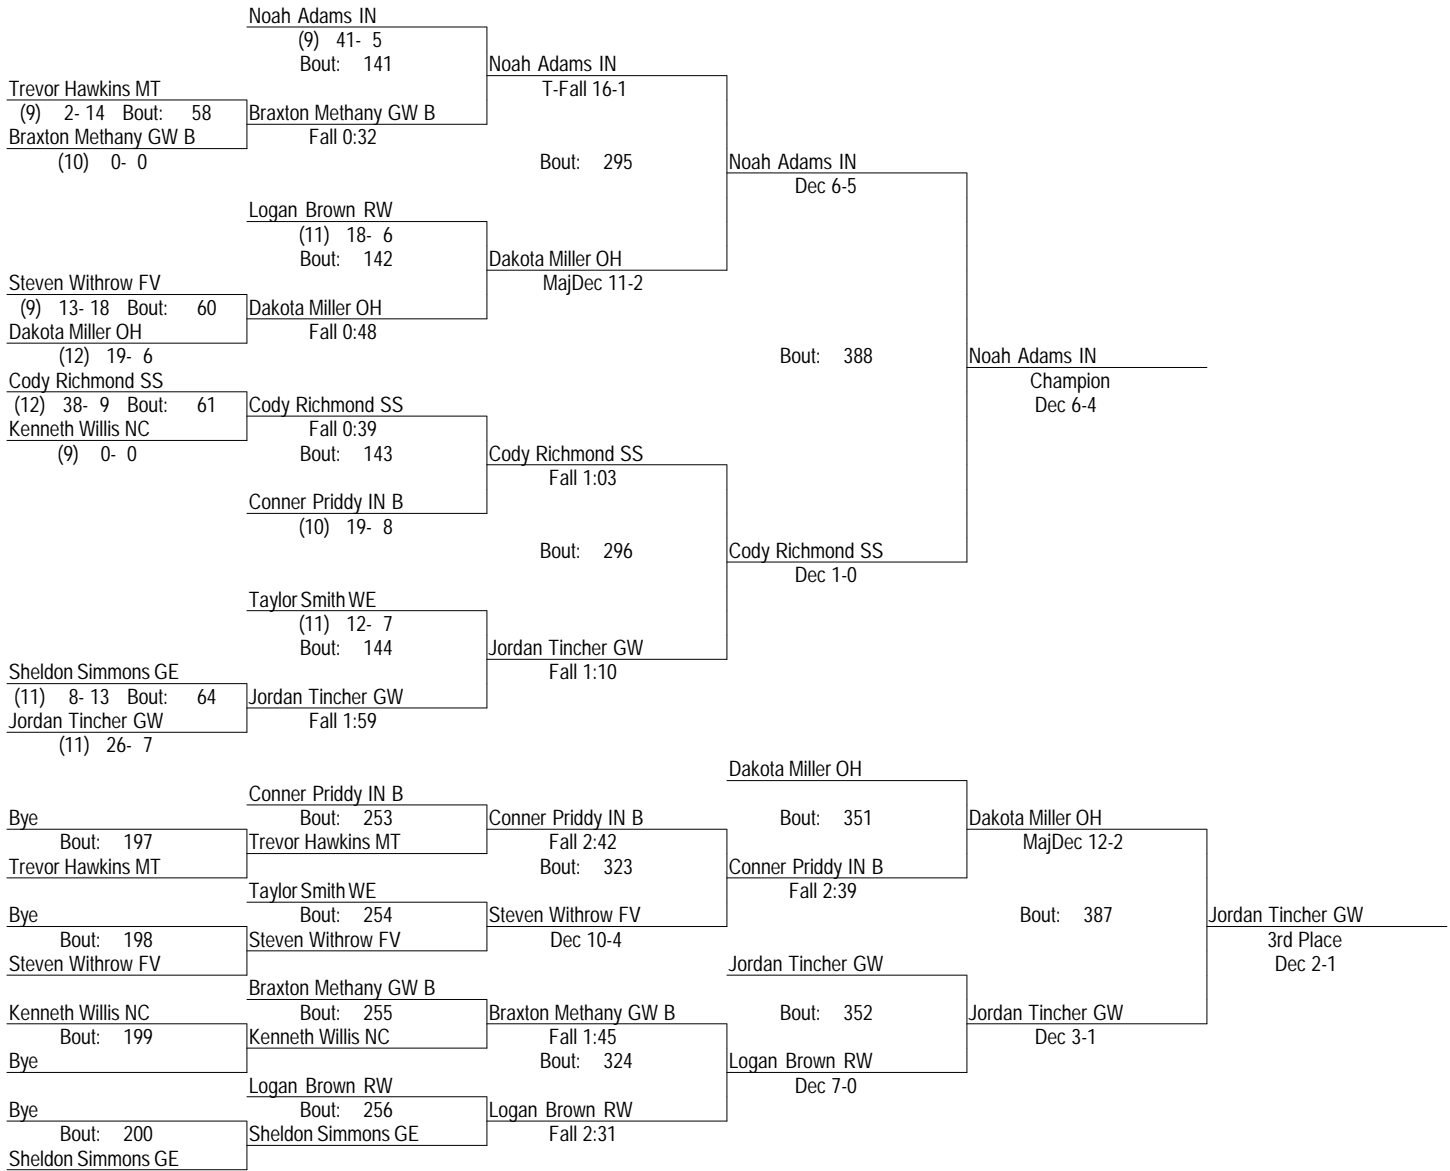 Noah Adams IN
(9) 41- 5
Bout: 141
Noah Adams IN
T-Fall 16-1
Trevor Hawkins MT
(9) 2- 14 Bout: 58
Braxton Methany GW B
Fall 0:32
Braxton Methany GW B
(10) 0- 0
Bout: 295
Noah Adams IN
Dec 6-5
Logan Brown RW
(11) 18- 6
Bout: 142
Dakota Miller OH
MajDec 11-2
Steven Withrow FV
(9) 13- 18 Bout: 60
Dakota Miller OH
Fall 0:48
Dakota Miller OH
(12) 19- 6
Bout: 388
Noah Adams IN
Champion
Dec 6-4
Cody Richmond SS
(12) 38- 9 Bout: 61
Cody Richmond SS
Fall 0:39
Kenneth Willis NC
(9) 0- 0
Bout: 143
Cody Richmond SS
Fall 1:03
Conner Priddy IN B
(10) 19- 8
Bout: 296
Cody Richmond SS
Dec 1-0
Taylor Smith WE
(11) 12- 7
Bout: 144
Jordan Tincher GW
Fall 1:10
Sheldon Simmons GE
(11) 8- 13 Bout: 64
Jordan Tincher GW
Fall 1:59
Jordan Tincher GW
(11) 26- 7
Dakota Miller OH
Conner Priddy IN B
Bye
Bout: 253
Conner Priddy IN B
Bout: 351
Dakota Miller OH
Bout: 197
Trevor Hawkins MT
Fall 2:42
MajDec 12-2
Trevor Hawkins MT
Bout: 323
Conner Priddy IN B
Fall 2:39
Taylor Smith WE
Bye
Bout: 254
Steven Withrow FV
Bout: 387
Jordan Tincher GW
Bout: 198
Steven Withrow FV
Dec 10-4
3rd Place
Steven Withrow FV
Jordan Tincher GW
Dec 2-1
Braxton Methany GW B
Kenneth Willis NC
Bout: 255
Braxton Methany GW B
Bout: 352
Jordan Tincher GW
Bout: 199
Kenneth Willis NC
Fall 1:45
Dec 3-1
Bye
Bout: 324
Logan Brown RW
Dec 7-0
Logan Brown RW
Bye
Bout: 256
Logan Brown RW
Bout: 200
Sheldon Simmons GE
Fall 2:31
Sheldon Simmons GE